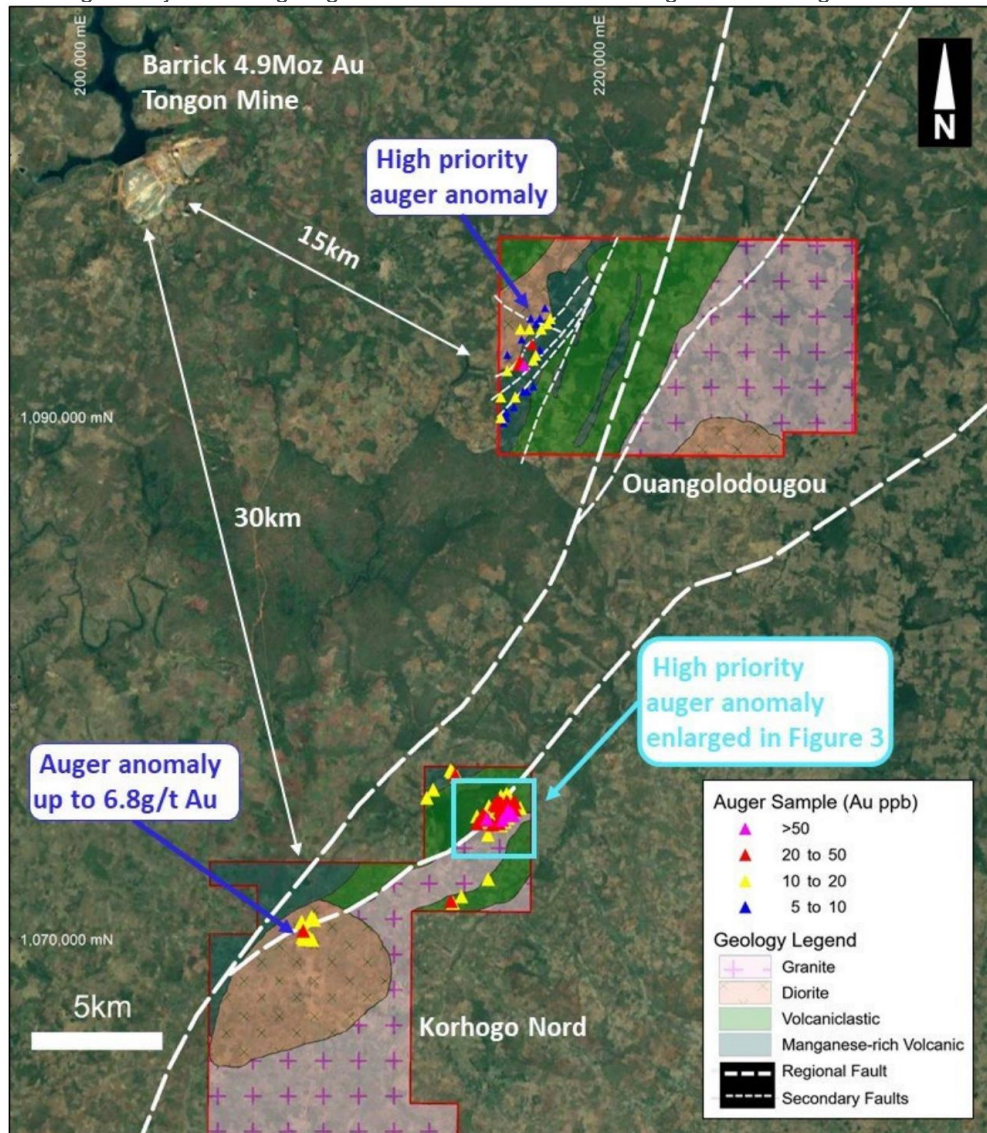 200,000 mE
220,000 mE
Barrick 4.9Moz Au
Tongon Mine
N
High priority
auger anomaly
15km
1,090,000 mN
Ouangolodougou
30km
High priority
auger anomaly
enlarged in Figure 3
Auger anomaly
up to 6.8g/t Au
1,070,000 mN
5km
Korhogo Nord
Auger Sample (Au ppb)
>50
20 to 50
10 to 20
5 to 10
Geology Legend
Granite
Diorite
Volcaniclastic
Manganese-rich Volcanic
Regional Fault
Secondary Faults